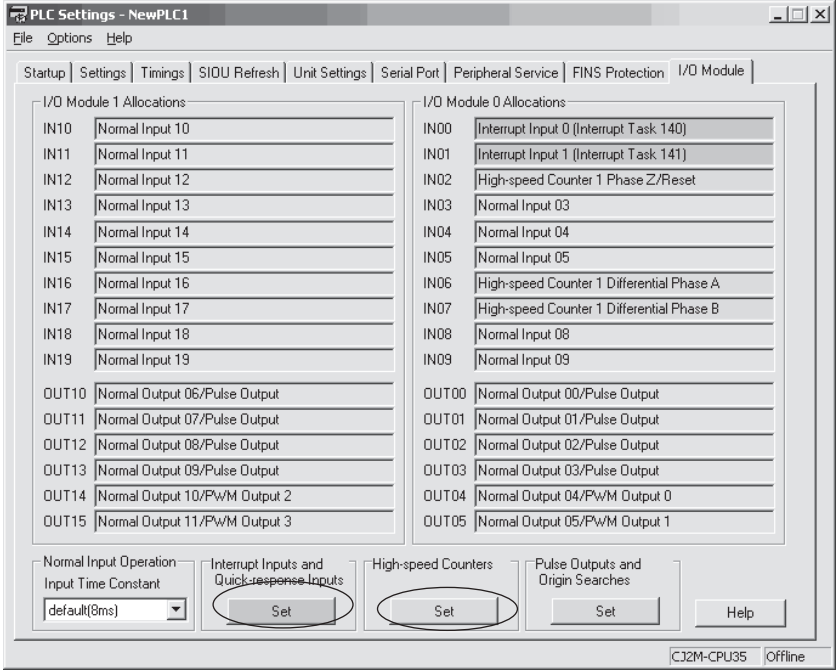 PLC Settings - NewPLC1
File Options Help
Startup Settings Timings SIOU Refresh Unit Settings Serial Port Peripheral Service FINS Protection I/O Module
I/O Module 1 Allocations
IN10 Normal Input 10
IN11 Normal Input 11
IN12 Normal Input 12
IN13 Normal Input 13
IN14 Normal Input 14
IN15 Normal Input 15
IN16 Normal Input 16
IN17 Normal Input 17
IN18 Normal Input 18
IN19 Normal Input 19
OUT10 Normal Output 06/Pulse Output
OUT11 Normal Output 07/Pulse Output
OUT12 Normal Output 08/Pulse Output
OUT13 Normal Output 09/Pulse Output
OUT14 Normal Output 10/PWM Output 2
OUT15 Normal Output 11/PWM Output 3
I/O Module 0 Allocations
IN00 Interrupt Input 0 (Interrupt Task 140)
IN01 Interrupt Input 1 (Interrupt Task 141)
IN02 High-speed Counter 1 Phase Z/Reset
IN03 Normal Input 03
IN04 Normal Input 04
IN05 Normal Input 05
IN06 High-speed Counter 1 Differential Phase A
IN07 High-speed Counter 1 Differential Phase B
IN08 Normal Input 08
IN09 Normal Input 09
OUT00 Normal Output 00/Pulse Output
OUT01 Normal Output 01/Pulse Output
OUT02 Normal Output 02/Pulse Output
OUT03 Normal Output 03/Pulse Output
OUT04 Normal Output 04/PWM Output 0
OUT05 Normal Output 05/PWM Output 1
Normal Input Operation
Input Time Constant
default(8ms)
Interrupt Inputs and
Quick-response Inputs
Set
High-speed Counters
Set
Pulse Outputs and
Origin Searches
Set
Help
CJ2M-CPU35 Offline